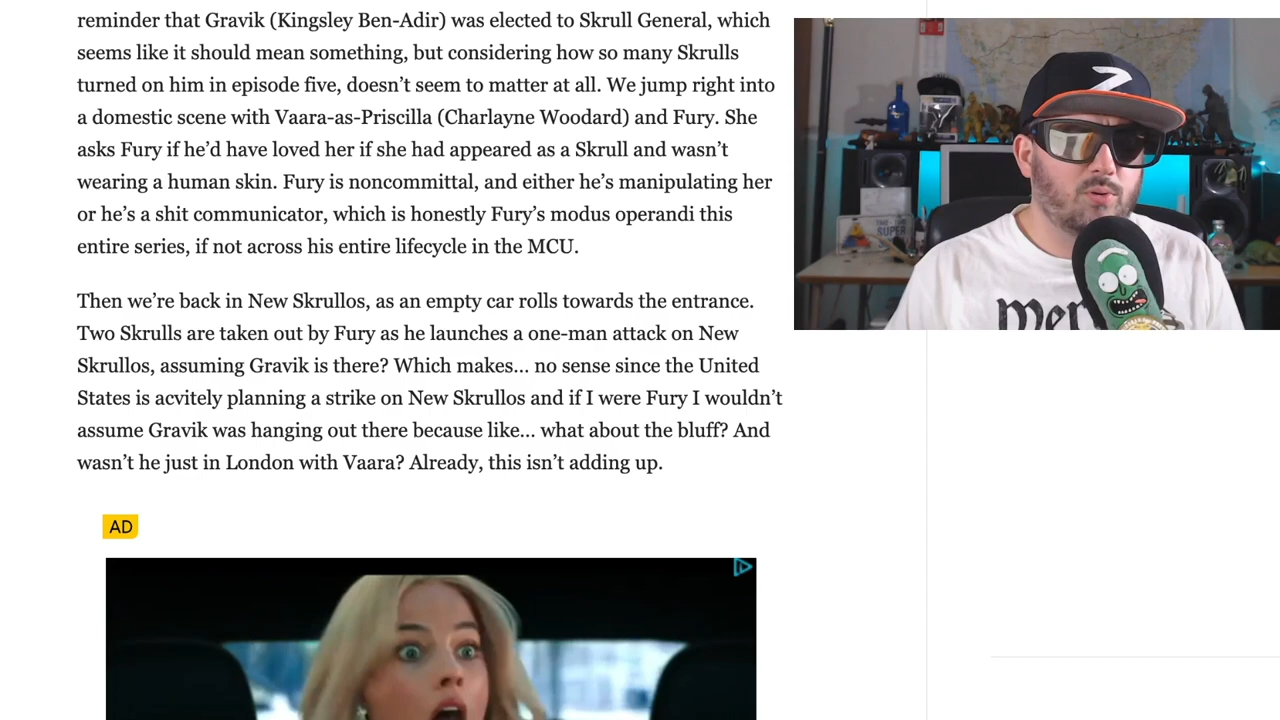 reminder that Gravik (Kingsley Ben-Adir) was elected to Skrull General, which
seems like it should mean something, but considering how so many Skrulls
turned on him in episode five, doesn’t seem to matter at all. We jump right into
a domestic scene with Vaara-as-Priscilla (Charlayne Woodard) and Fury. She
asks Fury if he’d have loved her if she had appeared as a Skrull and wasn’t
wearing a human skin. Fury is noncommittal, and either he’s manipulating her
or he’s a shit communicator, which is honestly Fury’s modus operandi this
entire series, if not across his entire lifecycle in the MCU.
Then we’re back in New Skrullos, as an empty car rolls towards the entrance.
Two Skrulls are taken out by Fury as he launches a one-man attack on New
Skrullos, assuming Gravik is there? Which makes... no sense since the United
States is acvitely planning a strike on New Skrullos and if I were Fury I wouldn’t
assume Gravik was hanging out there because like... what about the bluff? And
wasn’t he just in London with Vaara? Already, this isn’t adding up.
AD
SUPER